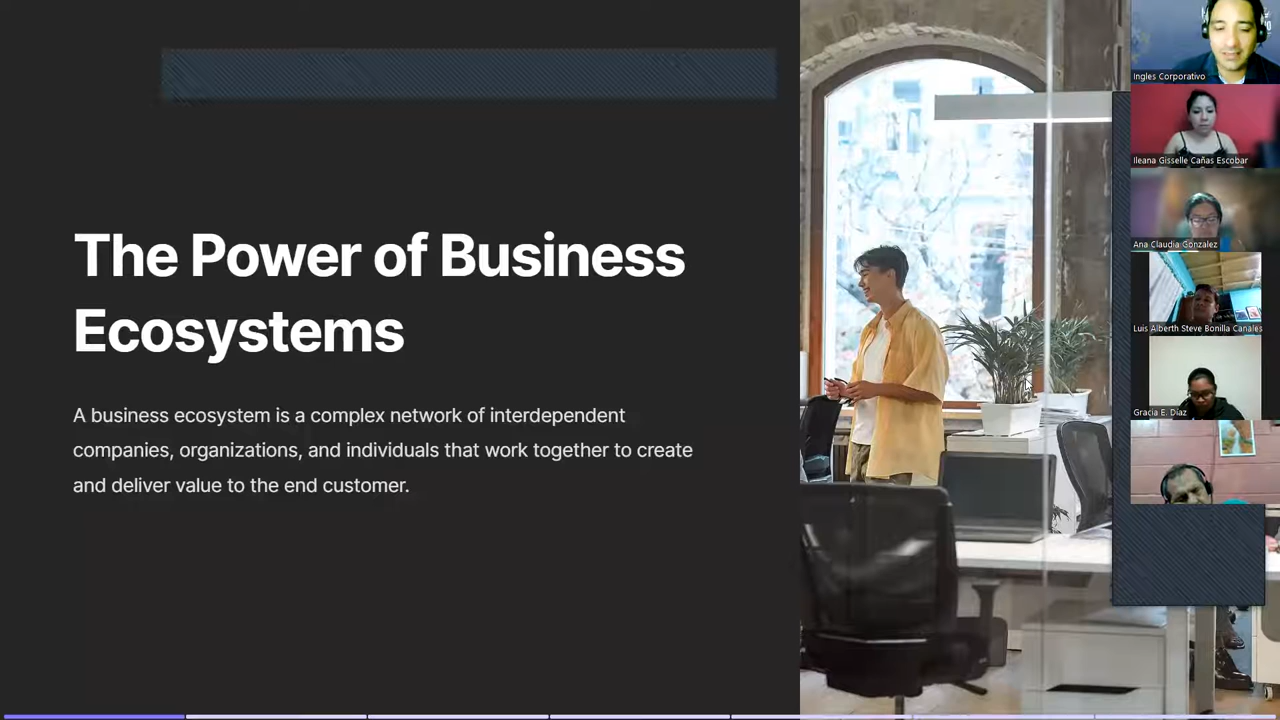 The Power of Business
Ecosystems
A business ecosystem is a complex network of interdependent
companies, organizations, and individuals that work together to create
and deliver value to the end customer.
Ingles Corporativo
Ileana Gisselle Cañas Escobar
Ana Claudia Gonzalez
Luis Alberth Steve Bonilla Canales
Gracia E. Díaz